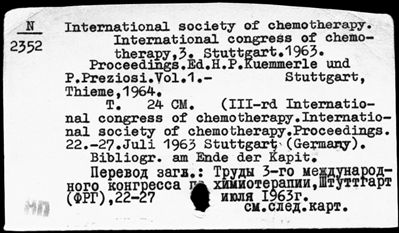 N
2352
International society of chemotherapy.
International congress of chemo-
therapy,3. Stuttgart.1963.
Proceedings.Ed.H.P.Kuemmerle und
P.Preziosi.Vol.1.- Stuttgart,
Thieme,1964.
T. 24 CM. (III-rd Internatio-
nal congress of chemotherapy.Internatio-
nal society of chemotherapy.Proceedings.
22.-27.Juli 1963 Stuttgart (Germany).
Bibliogr. am Ende der Kapit.
Перевод загл.: Труды 3-го международ-
ного конгресса по химиотерапии,Штуттгарт
(ФРГ),22-27 июля 1963г.
см.след.карт.